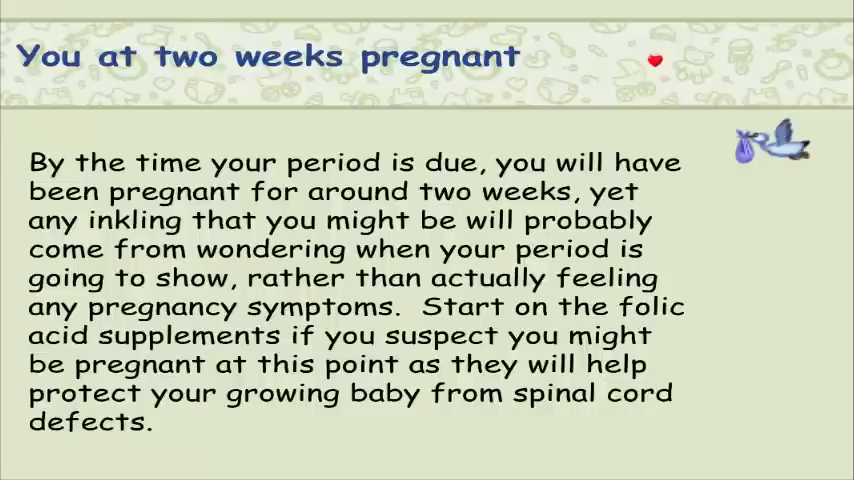 You at two weeks pregnant
By the time your period is due, you will have
been pregnant for around two weeks, yet
any inkling that you might be will probably
come from wondering when your period is
going to show, rather than actually feeling
any pregnancy symptoms.  Start on the folic
acid supplements if you suspect you might
be pregnant at this point as they will help
protect your growing baby from spinal cord
defects.